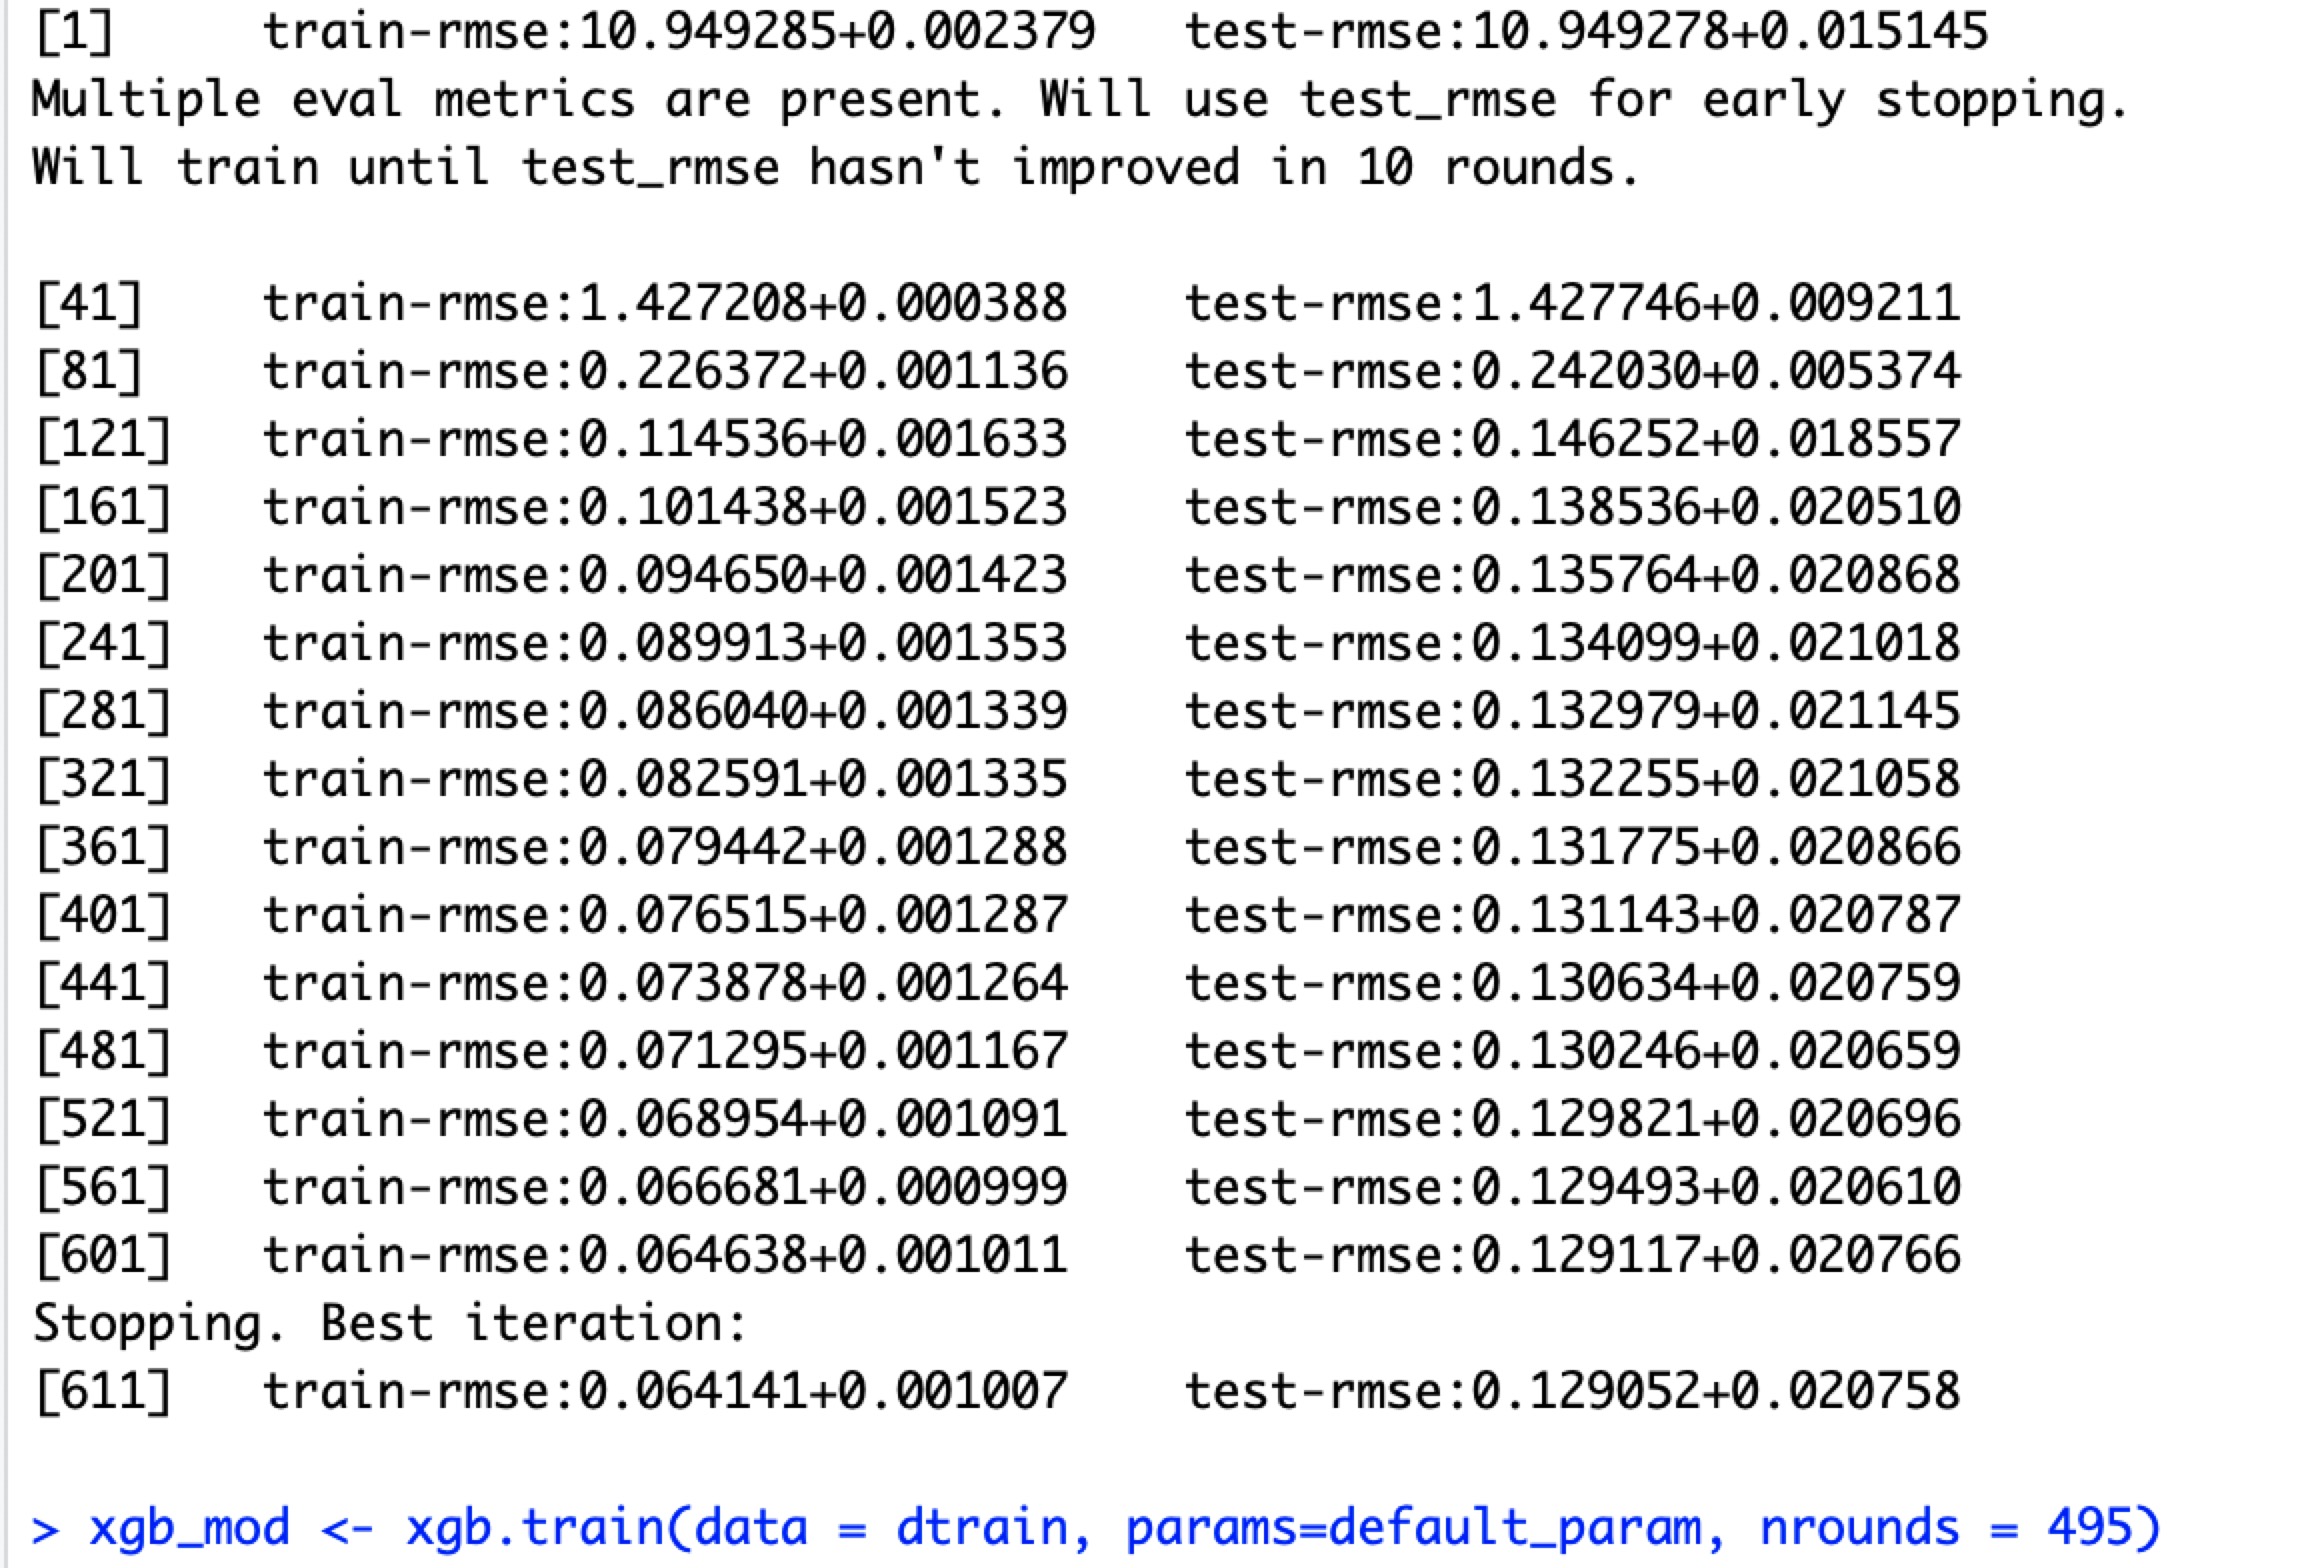 [1] train-rmse:10.949285+0.002379 test-rmse:10.949278+0.015145
Multiple eval metrics are present. Will use test_rmse for early stopping.
Will train until test_rmse hasn't improved in 10 rounds.
[41] train-rmse:1.427208+0.000388 test-rmse:1.427746+0.009211
[81] train-rmse:0.226372+0.001136 test-rmse:0.242030+0.005374
[121] train-rmse:0.114536+0.001633 test-rmse:0.146252+0.018557
[161] train-rmse:0.101438+0.001523 test-rmse:0.138536+0.020510
[201] train-rmse:0.094650+0.001423 test-rmse:0.135764+0.020868
[241] train-rmse:0.089913+0.001353 test-rmse:0.134099+0.021018
[281] train-rmse:0.086040+0.001339 test-rmse:0.132979+0.021145
[321] train-rmse:0.082591+0.001335 test-rmse:0.132255+0.021058
[361] train-rmse:0.079442+0.001288 test-rmse:0.131775+0.020866
[401] train-rmse:0.076515+0.001287 test-rmse:0.131143+0.020787
[441] train-rmse:0.073878+0.001264 test-rmse:0.130634+0.020759
[481] train-rmse:0.071295+0.001167 test-rmse:0.130246+0.020659
[521] train-rmse:0.068954+0.001091 test-rmse:0.129821+0.020696
[561] train-rmse:0.066681+0.000999 test-rmse:0.129493+0.020610
[601] train-rmse:0.064638+0.001011 test-rmse:0.129117+0.020766
Stopping. Best iteration:
[611] train-rmse:0.064141+0.001007 test-rmse:0.129052+0.020758
> xgb_mod <- xgb.train(data = dtrain, params=default_param, nrounds = 495)